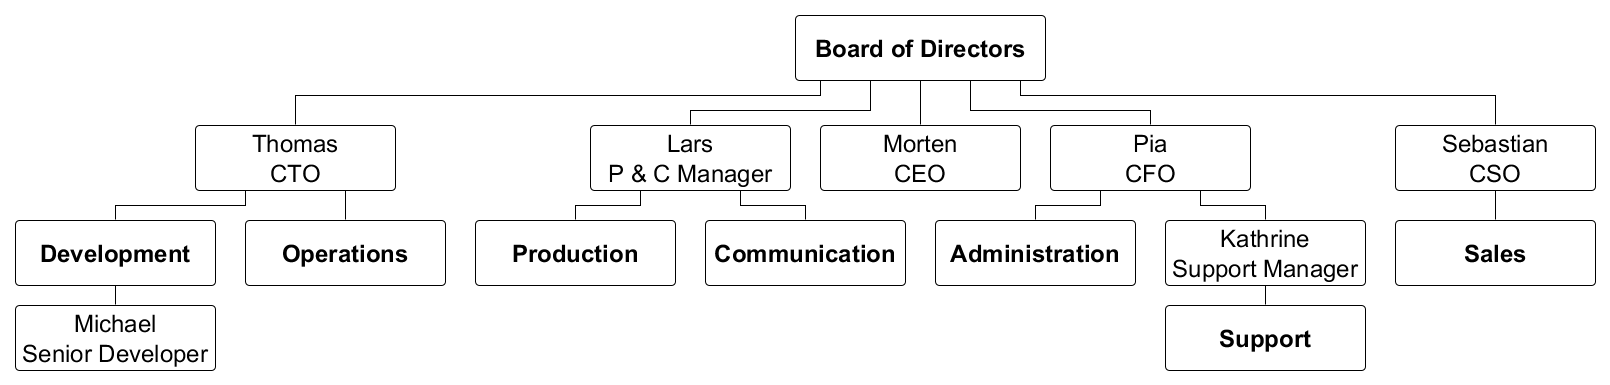 Board of Directors
Thomas
CTO
Lars
P & C Manager
Morten
CEO
Pia
CFO
Sebastian
CSO
Development
Operations
Production
Communication
Administration
Kathrine
Support Manager
Sales
Michael
Senior Developer
Support